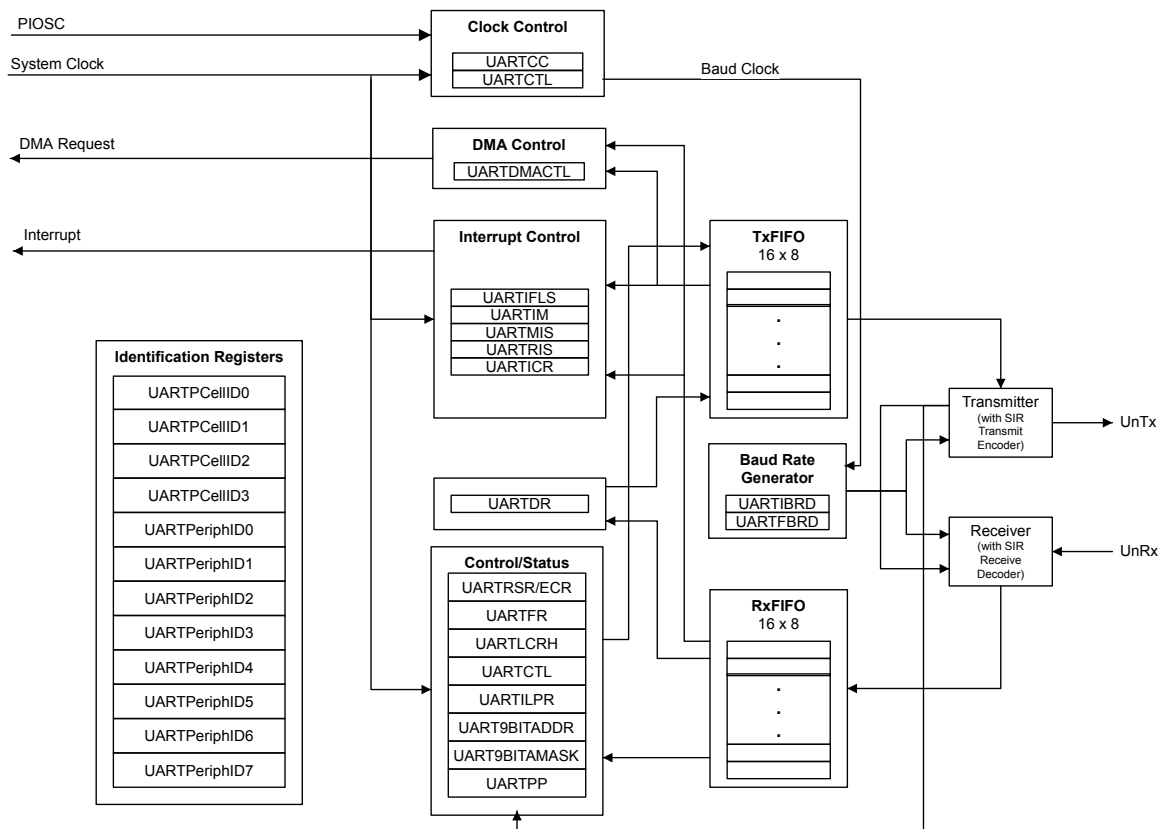 PIOSC
System Clock
Clock Control
UARTCC
UARTCTL
Baud Clock
DMA Request
DMA Control
UARTDMACTL
Interrupt
Interrupt Control
UARTIFLS
UARTIM
UARTMIS
UARTRIS
UARTICR
TxFIFO
16 x 8
.
.
.
Identification Registers
UARTPCellID0
UARTPCellID1
UARTPCellID2
UARTPCellID3
UARTPeriphID0
UARTPeriphID1
UARTPeriphID2
UARTPeriphID3
UARTPeriphID4
UARTPeriphID5
UARTPeriphID6
UARTPeriphID7
Transmitter
(with SIR
Transmit
Encoder)
UnTx
Baud Rate
Generator
UARTIBRD
UARTFBRD
UARTDR
Receiver
(with SIR
Receive
Decoder)
UnRx
Control/Status
UARTRSR/ECR
UARTFR
UARTLCRH
UARTCTL
UARTILPR
UART9BITADDR
UART9BITAMASK
UARTPP
RxFIFO
16 x 8
.
.
.